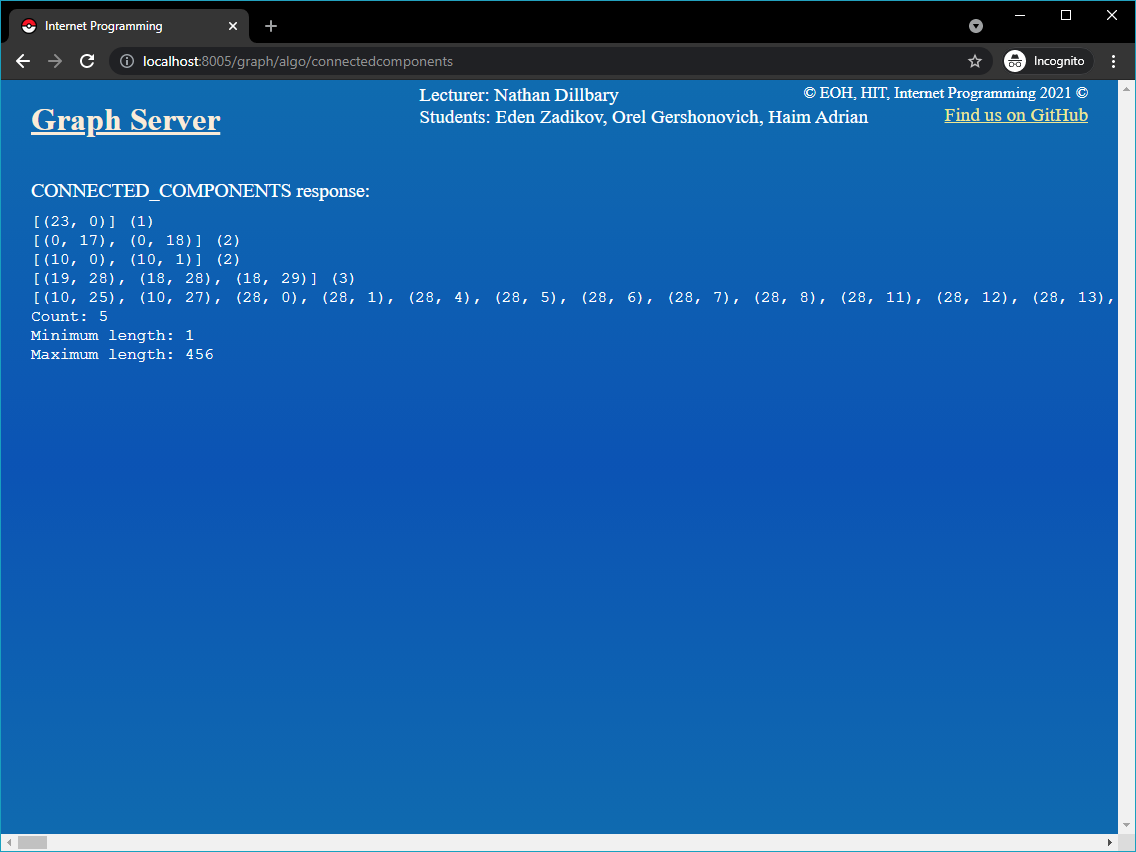 Internet Programming
localhost:8005/graph/algo/connectedcomponents
Incognito
Graph Server
Lecturer: Nathan Dillbary
Students: Eden Zadikov, Orel Gershonovich, Haim Adrian
© EOH, HIT, Internet Programming 2021 ©
Find us on GitHub
CONNECTED_COMPONENTS response:
[(23, 0)] (1)
[(0, 17), (0, 18)] (2)
[(10, 0), (10, 1)] (2)
[(19, 28), (18, 28), (18, 29)] (3)
[(10, 25), (10, 27), (28, 0), (28, 1), (28, 4), (28, 5), (28, 6), (28, 7), (28, 8), (28, 11), (28, 12), (28, 13),
Count: 5
Minimum length: 1
Maximum length: 456